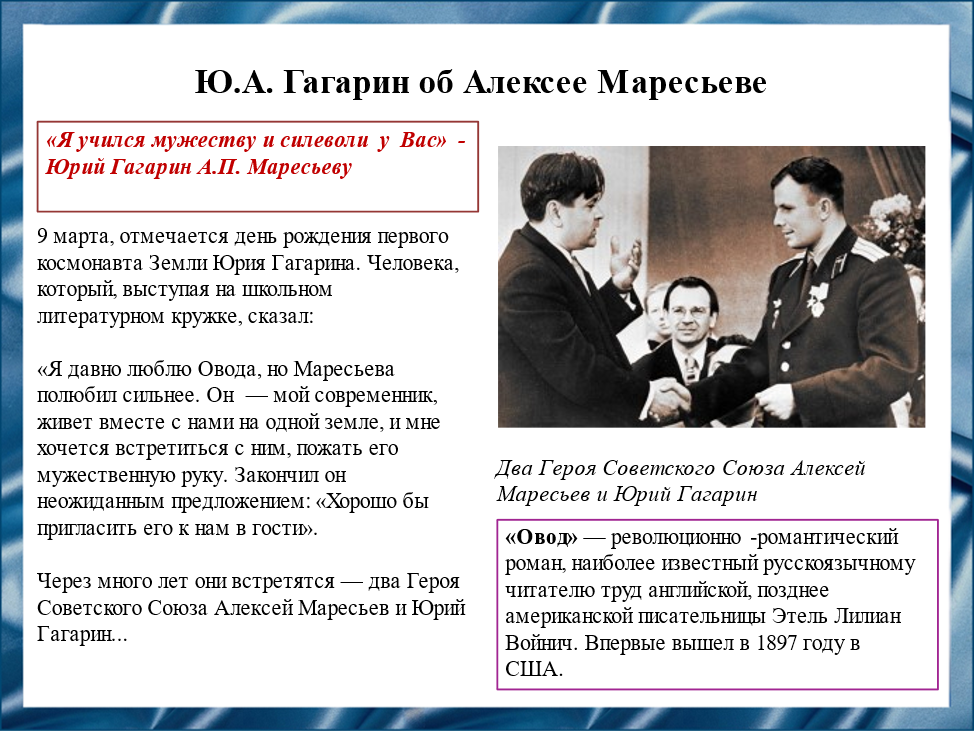 Ю.А. Гагарин об Алексее Маресьеве
«Я учился мужеству и силеволи у Вас» -
Юрий Гагарин А.П. Маресьеву
9 марта, отмечается день рождения первого
космонавта Земли Юрия Гагарина. Человека,
который, выступая на школьном
литературном кружке, сказал:
«Я давно люблю Овода, но Маресьева
полюбил сильнее. Он — мой современник,
живет вместе с нами на одной земле, и мне
хочется встретиться с ним, пожать его
мужественную руку. Закончил он
неожиданным предложением: «Хорошо бы
пригласить его к нам в гости».
Через много лет они встретятся — два Героя
Советского Союза Алексей Маресьев и Юрий
Гагарин...
Два Героя Советского Союза Алексей
Маресьев и Юрий Гагарин
«Овод» — революционно -романтический
роман, наиболее известный русскоязычному
читателю труд английской, позднее
американской писательницы Этель Лилиан
Войнич. Впервые вышел в 1897 году в
США.